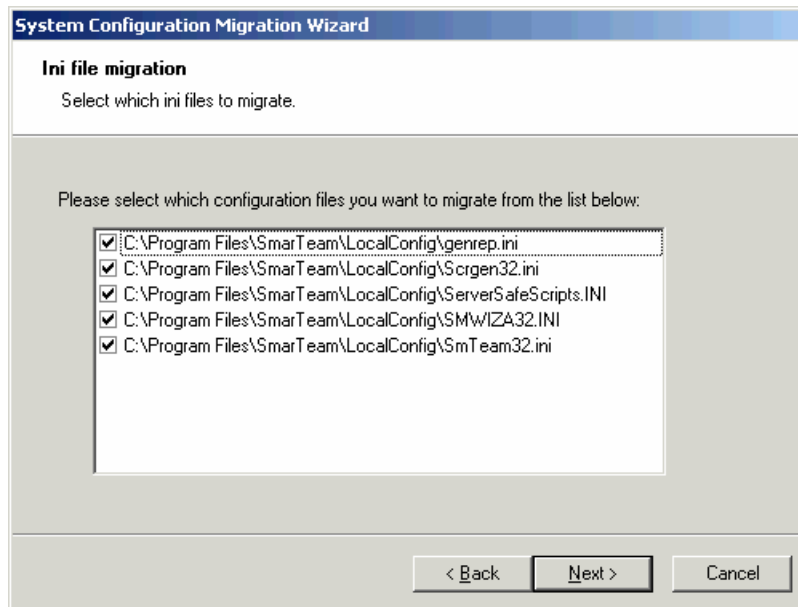 System Configuration Migration Wizard
Ini file migration
Select which ini files to migrate.
Please select which configuration files you want to migrate from the list below:
C:\Program Files\SmarTeam\LocalConfig\genrep.ini
C:\Program Files\SmarTeam\LocalConfig\Scrgen32.ini
C:\Program Files\SmarTeam\LocalConfig\ServerSafeScripts.INI
C:\Program Files\SmarTeam\LocalConfig\SMWIZA32.INI
C:\Program Files\SmarTeam\LocalConfig\SmTeam32.ini
< Back Next > Cancel